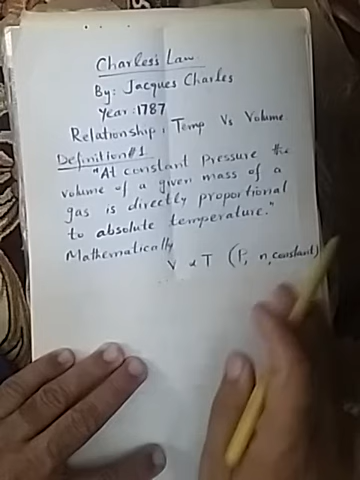 Charles's Law.
By: Jacques Charles
Year: 1787
Relationship: Temp Vs Volume
Definition#1
"At constant pressure the
volume of a given mass of a
gas is directly proportional
to absolute temperature."
Mathematically
V ∝ T (P, n, constant)